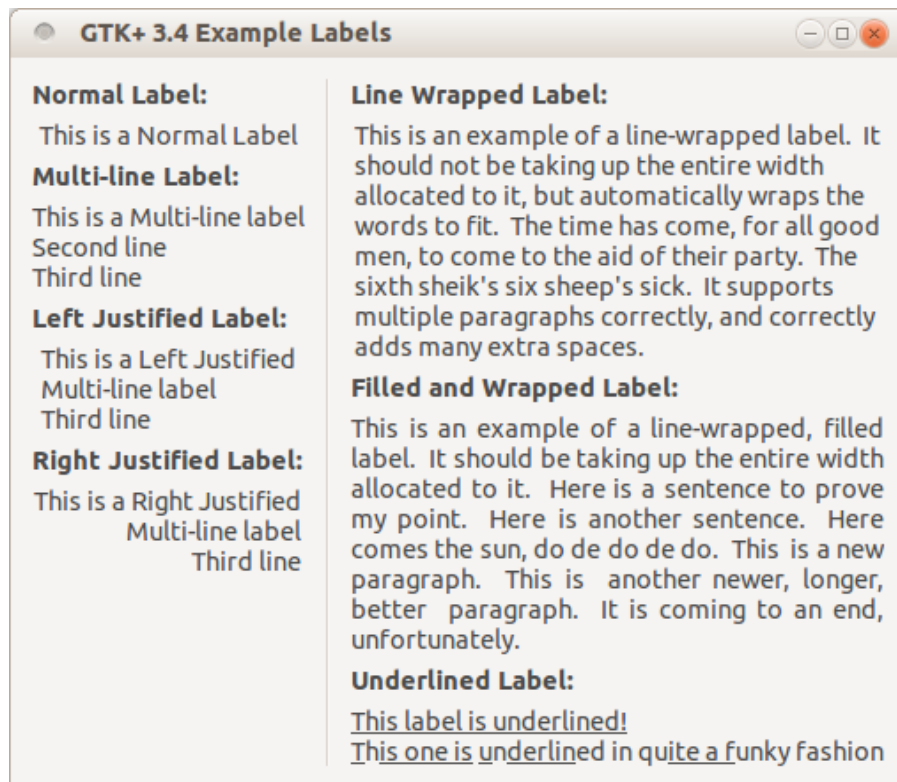 GTK+ 3.4 Example Labels
Normal Label:
This is a Normal Label
Multi-line Label:
This is a Multi-line label
Second line
Third line
Left Justified Label:
This is a Left Justified
Multi-line label
Third line
Right Justified Label:
This is a Right Justified
Multi-line label
Third line
Line Wrapped Label:
This is an example of a line-wrapped label.  It
should not be taking up the entire width
allocated to it, but automatically wraps the
words to fit.  The time has come, for all good
men, to come to the aid of their party.  The
sixth sheik's six sheep's sick.  It supports
multiple paragraphs correctly, and correctly
adds many extra spaces.
Filled and Wrapped Label:
This is an example of a line-wrapped, filled
label.  It should be taking up the entire width
allocated to it.  Here is a sentence to prove
my point.  Here is another sentence.  Here
comes the sun, do de do de do.  This  is a new
paragraph.  This is  another newer, longer,
better  paragraph.  It is coming to an end,
unfortunately.
Underlined Label:
This label is underlined!
This one is underlined in quite a funky fashion